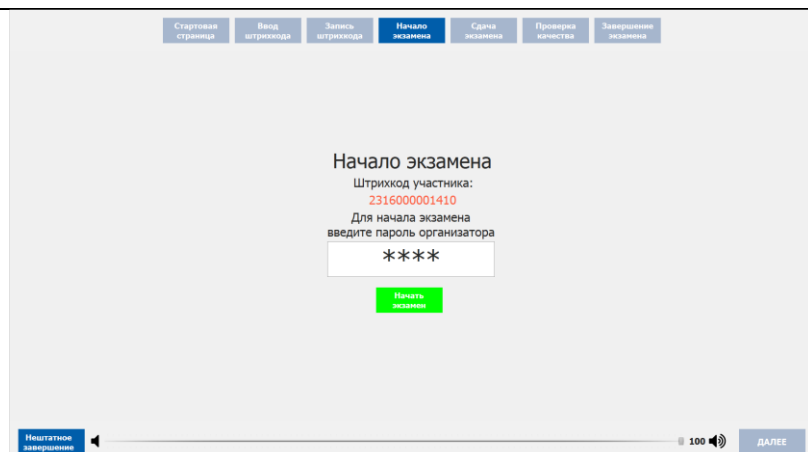 Стартовая
страница
Ввод
штрихкода
Запись
штрихкода
Начало
экзамена
Сдача
экзамена
Проверка
качества
Завершение
экзамена
Начало экзамена
Штрихкод участника:
2316000001410
Для начала экзамена
введите пароль организатора
****
Начать
экзамен
Нештатное
завершение
100
ДАЛЕЕ